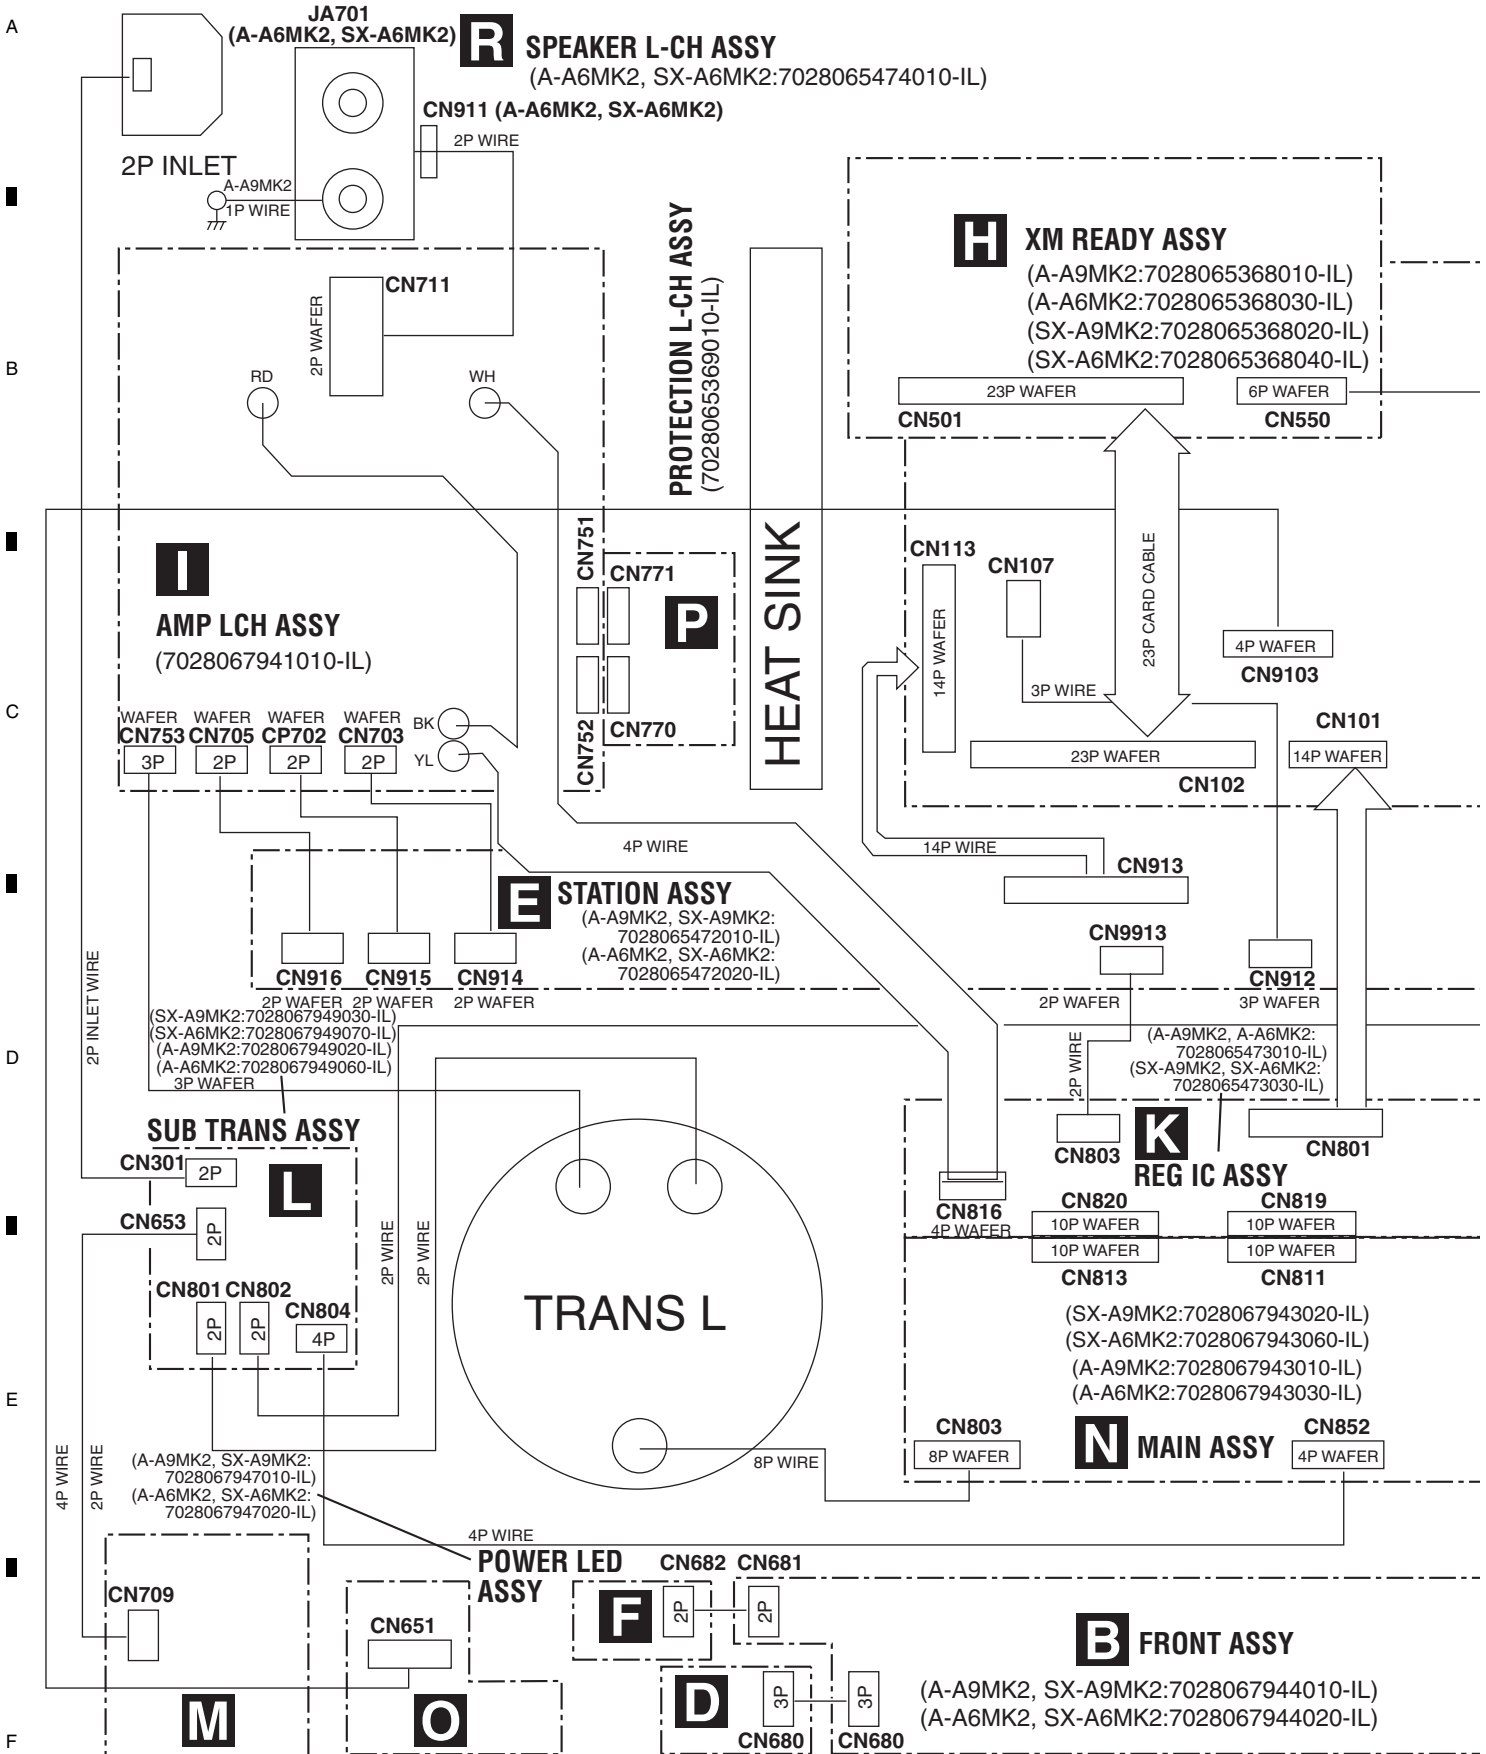 A
JA701
(A-A6MK2, SX-A6MK2)
R
SPEAKER L-CH ASSY
(A-A6MK2, SX-A6MK2:7028065474010-IL)
CN911 (A-A6MK2, SX-A6MK2)
2P WIRE
2P INLET
A-A9MK2
1P WIRE
PROTECTION L-CH ASSY
(7028065369010-IL)
H
XM READY ASSY
(A-A9MK2:7028065368010-IL)
(A-A6MK2:7028065368030-IL)
(SX-A9MK2:7028065368020-IL)
(SX-A6MK2:7028065368040-IL)
23P WAFER
6P WAFER
CN501
CN550
CN711
2P WAFER
B
RD
WH
I
AMP LCH ASSY
(7028067941010-IL)
CN751
CN771
P
CN752
CN770
HEAT SINK
CN113
CN107
14P WAFER
3P WIRE
23P CARD CABLE
4P WAFER
CN9103
C
CN101
14P WAFER
23P WAFER
CN102
WAFER WAFER WAFER WAFER
CN753 CN705 CP702 CN703
3P 2P 2P 2P
BK
YL
4P WIRE
14P WIRE
CN913
E
STATION ASSY
(A-A9MK2, SX-A9MK2:
7028065472010-IL)
(A-A6MK2, SX-A6MK2:
7028065472020-IL)
CN9913
CN912
CN916 CN915 CN914
2P WAFER 2P WAFER 2P WAFER
2P WAFER
3P WAFER
2P INLET WIRE
(SX-A9MK2:7028067949030-IL)
(SX-A6MK2:7028067949070-IL)
(A-A9MK2:7028067949020-IL)
(A-A6MK2:7028067949060-IL)
3P WAFER
D
2P WIRE
(A-A9MK2, A-A6MK2:
7028065473010-IL)
(SX-A9MK2, SX-A6MK2:
7028065473030-IL)
SUB TRANS ASSY
CN301
2P
L
CN653
2P
CN801 CN802
2P
2P
CN804
4P
2P WIRE
2P WIRE
TRANS L
CN803
K
CN801
REG IC ASSY
CN816
4P WAFER
CN820
CN819
10P WAFER
10P WAFER
10P WAFER
10P WAFER
CN813
CN811
(SX-A9MK2:7028067943020-IL)
(SX-A6MK2:7028067943060-IL)
(A-A9MK2:7028067943010-IL)
(A-A6MK2:7028067943030-IL)
E
CN803
8P WAFER
N
MAIN ASSY
CN852
4P WAFER
8P WIRE
4P WIRE
2P WIRE
(A-A9MK2, SX-A9MK2:
7028067947010-IL)
(A-A6MK2, SX-A6MK2:
7028067947020-IL)
4P WIRE
POWER LED
ASSY
CN682 CN681
F
2P
2P
CN709
CN651
B
FRONT ASSY
(A-A9MK2, SX-A9MK2:7028067944010-IL)
(A-A6MK2, SX-A6MK2:7028067944020-IL)
D
3P
3P
CN680
CN680
M
O
F